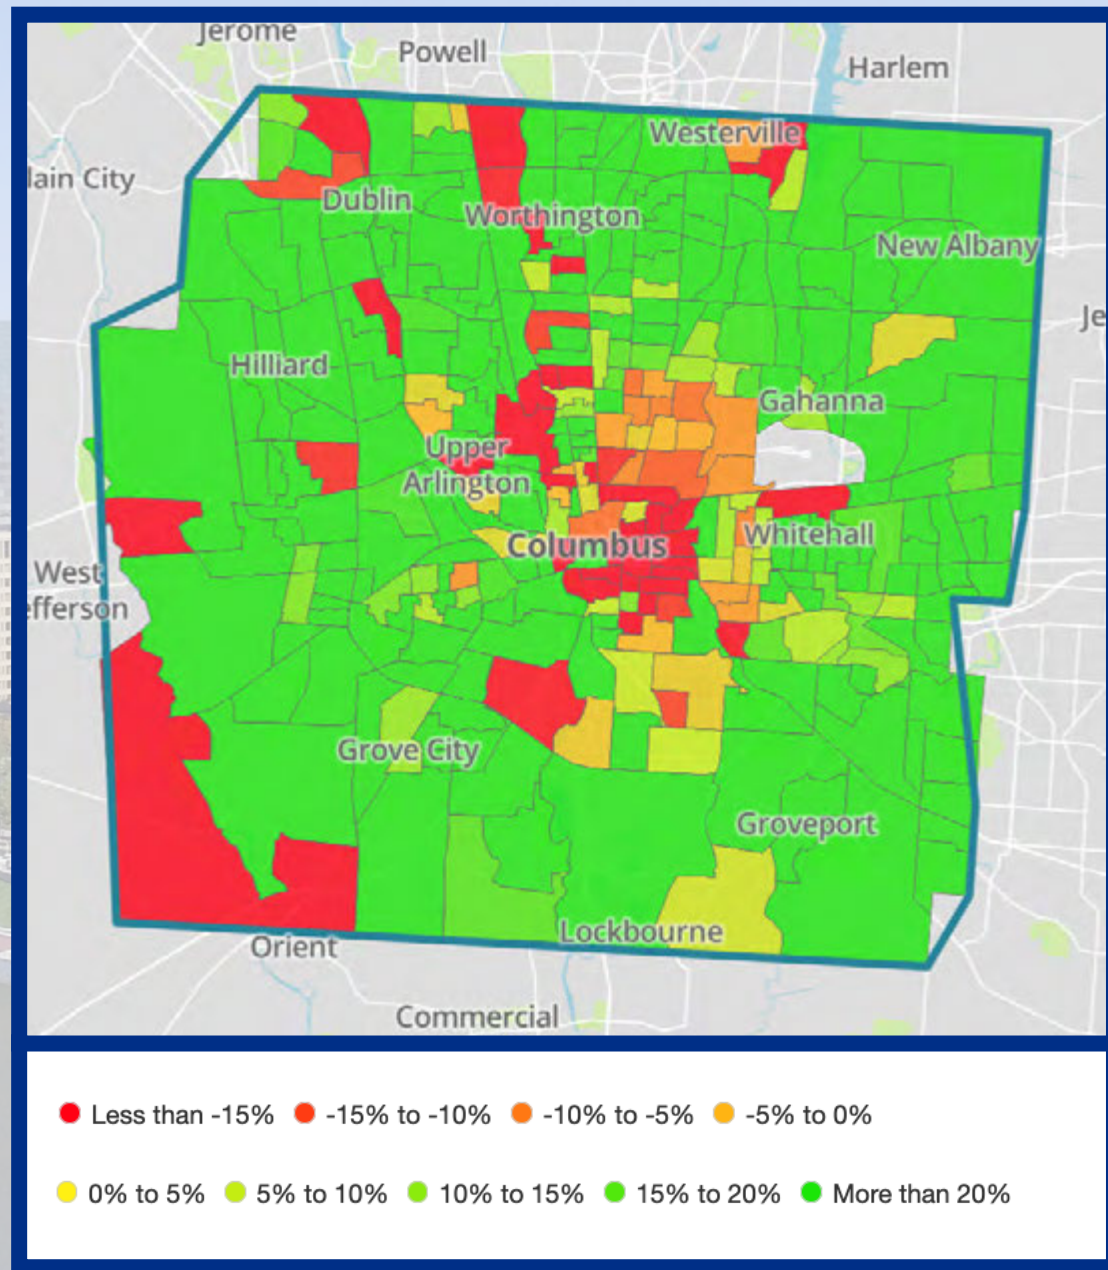 Jerome
Powell
Harlem
Westerville
lain City
Dublin
Worthington
New Albany
Je
Hilliard
Gahanna
Upper
Arlington
Whitehall
Columbus
West
efferson
Grove City
Groveport
Lockbourne
Orient
Commercial
Less than -15% -15% to -10% -10% to -5% -5% to 0%
0% to 5% 5% to 10% 10% to 15% 15% to 20% More than 20%